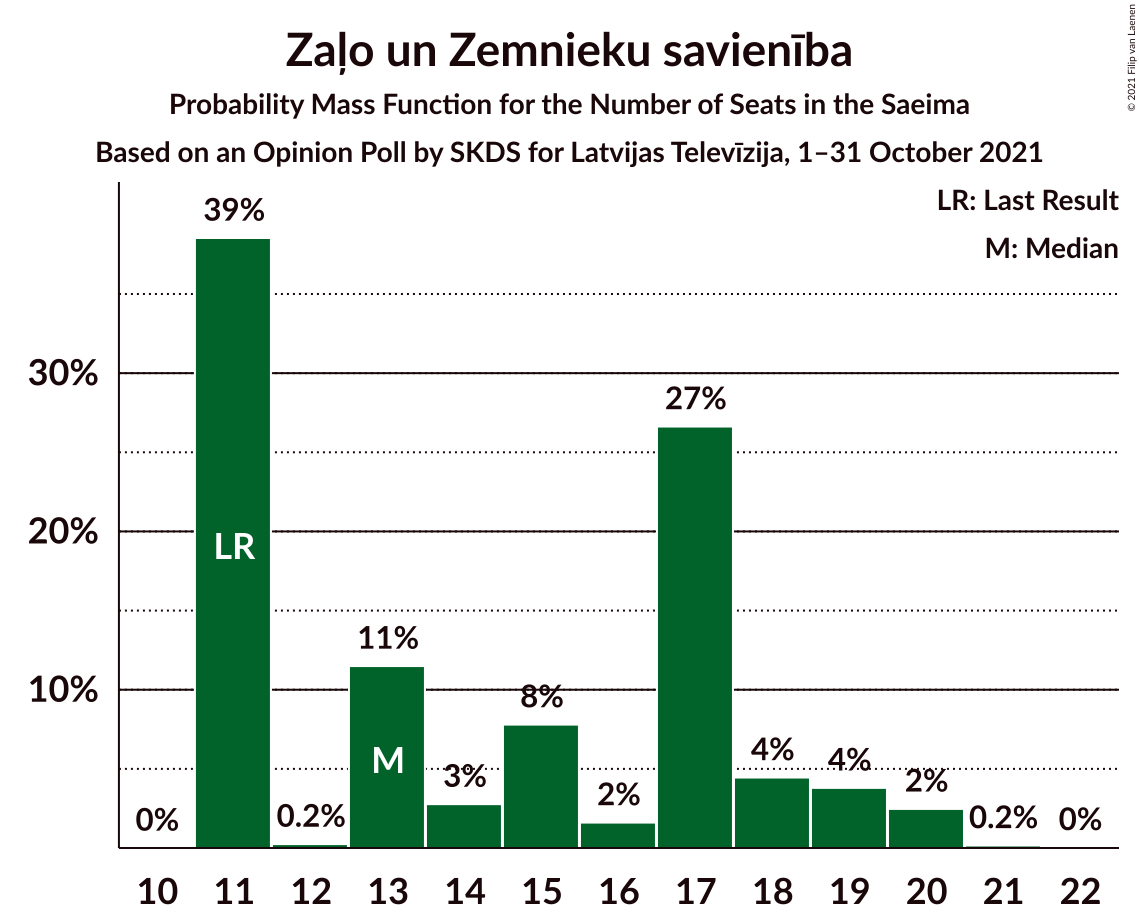 Zaļo un Zemnieku savienība
Probability Mass Function for the Number of Seats in the Saeima
Based on an Opinion Poll by SKDS for Latvijas Televīzija, 1–31 October 2021
© 2021 Filip van Laenen
LR: Last Result
M: Median
39%
30%
27%
20%
LR
11%
10%
8%
M
3%
4%
4%
2%
2%
0%
0.2%
0.2%
0%
10 11 12 13 14 15 16 17 18 19 20 21 22